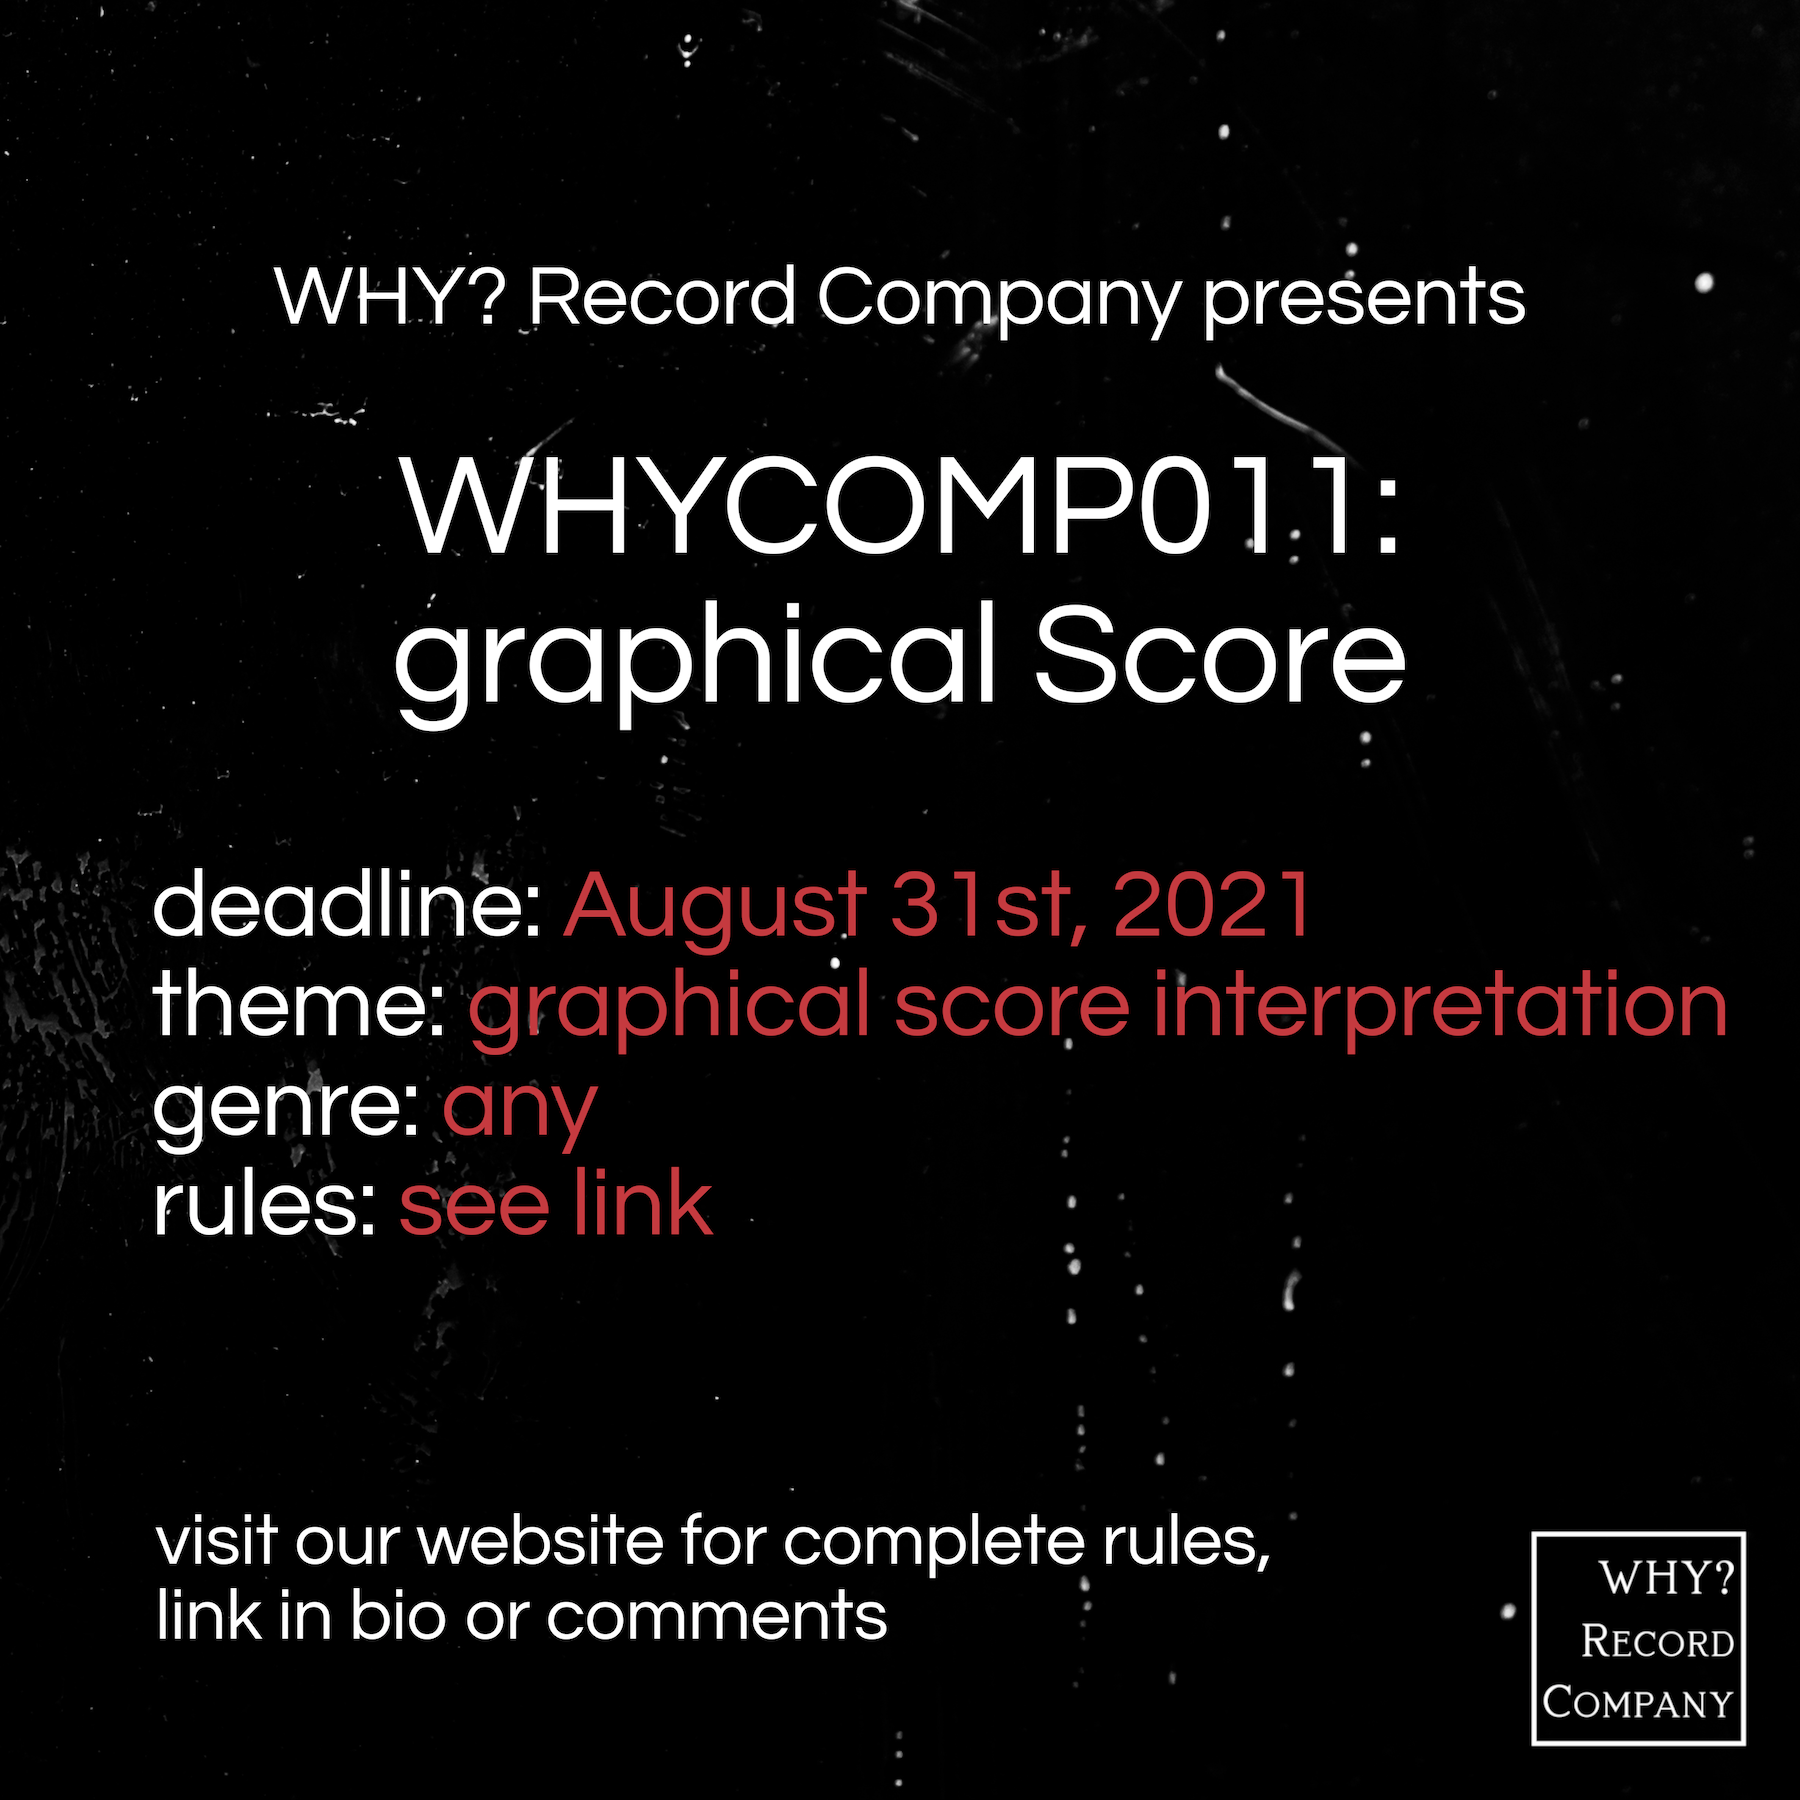 WHY? Record Company presents
WHYCOMP011:
graphical Score
deadline: August 31st, 2021
theme: graphical score interpretation
genre: any
rules: see link
visit our website for complete rules,
link in bio or comments
WHY?
RECORD
COMPANY